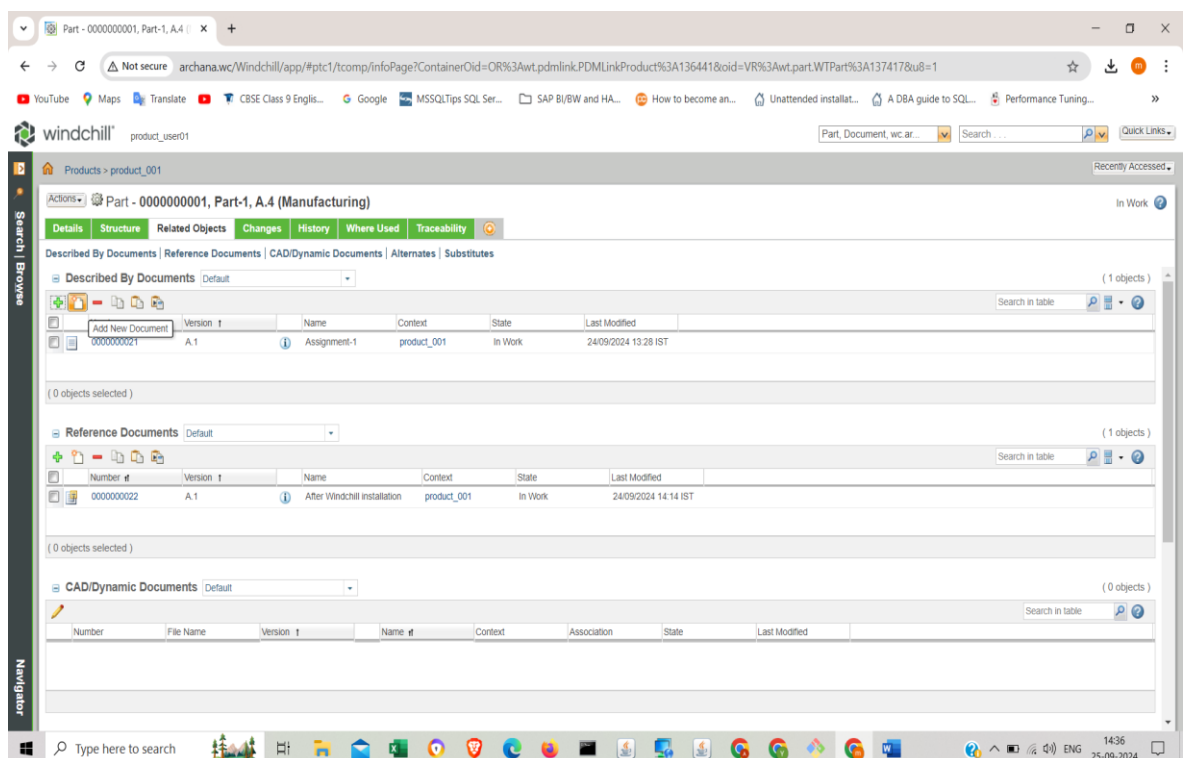 Part - 0000000001, Part-1, A.4 (
Not secure archana.wc/Windchill/app/#ptc1/tcomp/infoPage?ContainerOid=OR%3Awt.pdmlink.PDMLinkProduct%3A136441&oid=VR%3Awt.part.WTPart%3A137417&u8=1
YouTube Maps Translate CBSE Class 9 Englis... Google MSSQLTips SQL Ser... SAP BI/BW and HA... How to become an... Unattended installat... A DBA guide to SQL... Performance Tuning... »
windchill product_user01 Part, Document, wc.ar... Search . . . Quick Links
Products > product_001 Recently Accessed
Search | Browse
Actions Part - 0000000001, Part-1, A.4 (Manufacturing) In Work
Details Structure Related Objects Changes History Where Used Traceability
Described By Documents | Reference Documents | CAD/Dynamic Documents | Alternates | Substitutes
Described By Documents Default ( 1 objects )
Search in table
Version Name Context State Last Modified
Add New Document
0000000021 A.1 Assignment-1 product_001 In Work 24/09/2024 13:28 IST
( 0 objects selected )
Reference Documents Default ( 1 objects )
Search in table
Number Version Name Context State Last Modified
0000000022 A.1 After Windchill installation product_001 In Work 24/09/2024 14:14 IST
( 0 objects selected )
CAD/Dynamic Documents Default ( 0 objects )
Search in table
Number File Name Version Name Context Association State Last Modified
Navigator
Type here to search ENG 14:36
25-09-2024